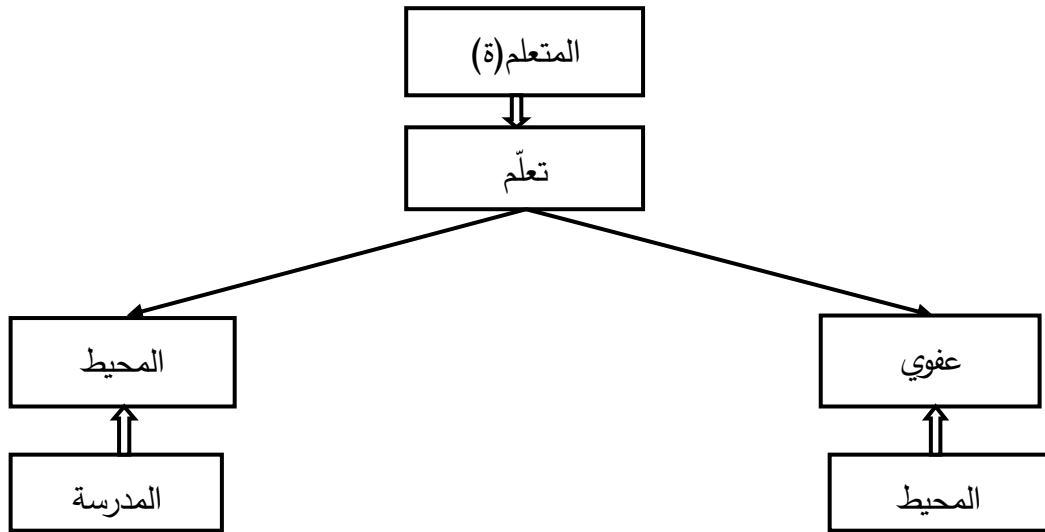 المتعلم(ة)
تعلّم
عفوي
المحيط
المحيط
المدرسة